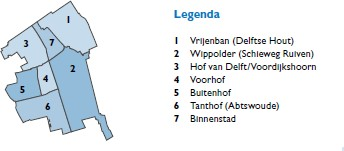 Legenda
1 Vrijenban (Delftse Hout)
2 Wippolder (Schieweg Ruiven)
3 Hof van Delft/Voordijkshoorn
4 Voorhof
5 Buitenhof
6 Tanthof (Abtswoude)
7 Binnenstad
1
3
7
4
2
5
6